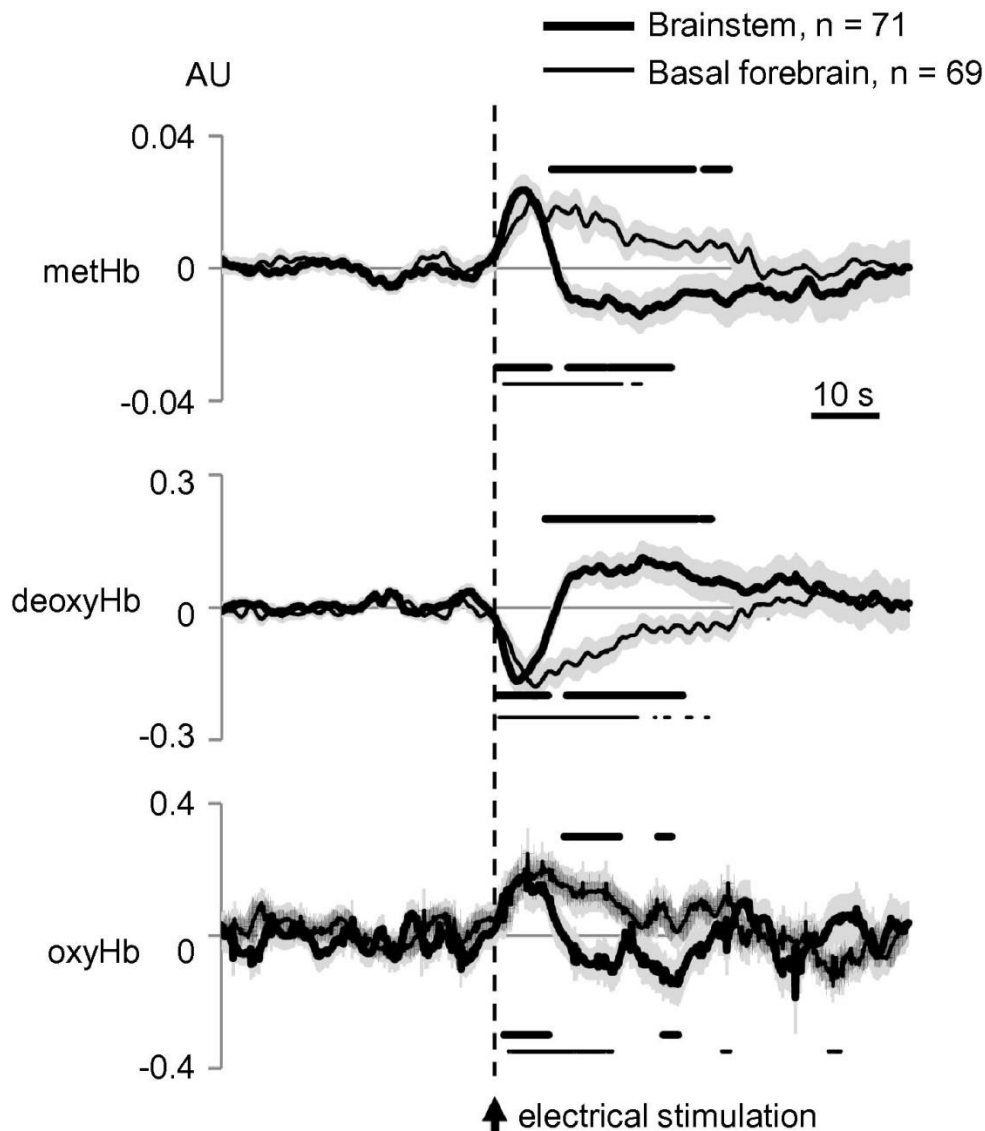 Brainstem, n = 71
Basal forebrain, n = 69
AU
0.04
metHb 0
-0.04
10 s
0.3
deoxyHb 0
-0.3
0.4
oxyHb 0
-0.4
electrical stimulation